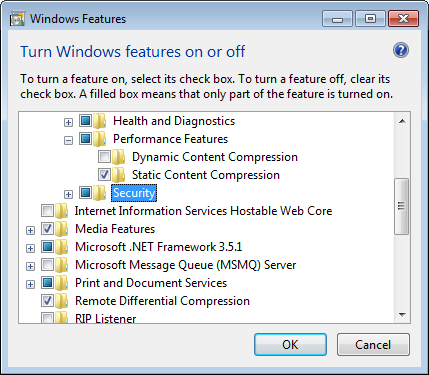 Windows Features
Turn Windows features on or off
To turn a feature on, select its check box. To turn a feature off, clear its
check box. A filled box means that only part of the feature is turned on.
Health and Diagnostics
Performance Features
Dynamic Content Compression
Static Content Compression
Security
Internet Information Services Hostable Web Core
Media Features
Microsoft .NET Framework 3.5.1
Microsoft Message Queue (MSMQ) Server
Print and Document Services
Remote Differential Compression
RIP Listener
OK Cancel